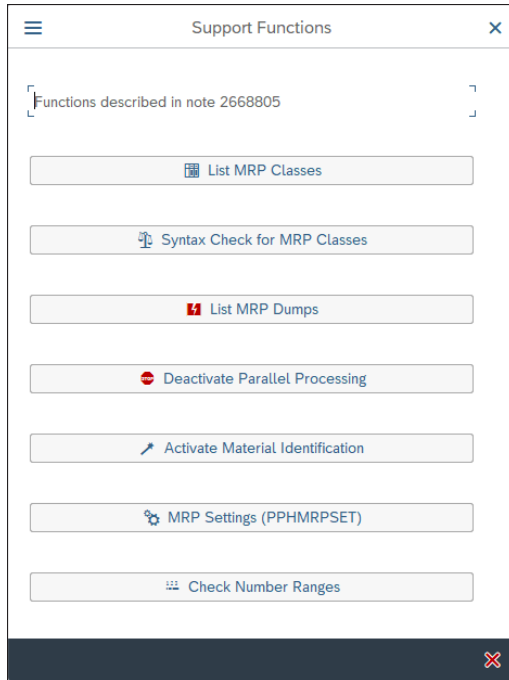 Support Functions
Functions described in note 2668805
List MRP Classes
Syntax Check for MRP Classes
List MRP Dumps
STOP Deactivate Parallel Processing
Activate Material Identification
MRP Settings (PPHMRPSET)
Check Number Ranges